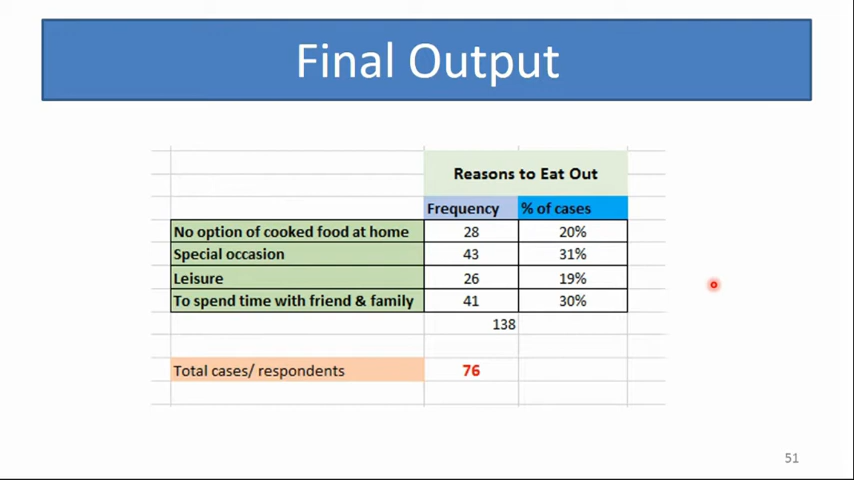 Final Output
Reasons to Eat Out
Frequency % of cases
No option of cooked food at home 28 20%
Special occasion 43 31%
Leisure 26 19%
To spend time with friend & family 41 30%
138
Total cases/ respondents 76
51